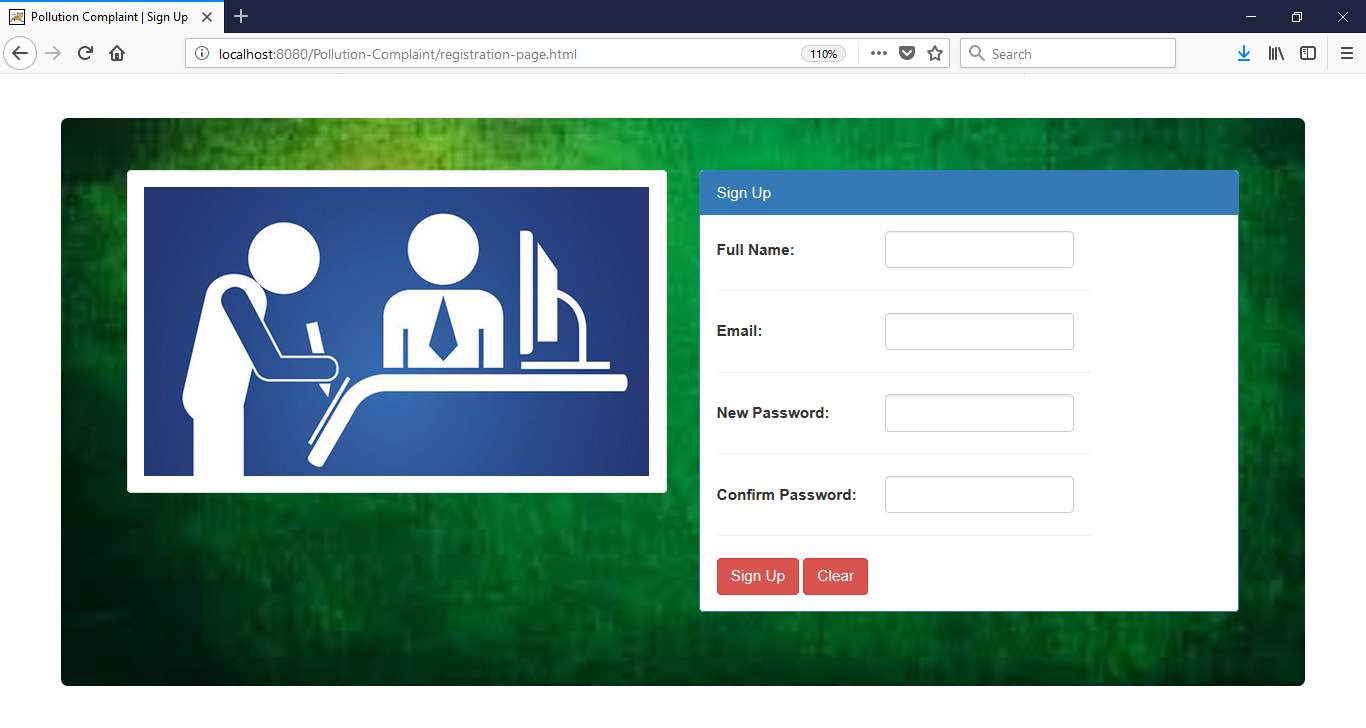 Pollution Complaint | Sign Up
localhost:8080/Pollution-Complaint/registration-page.html
110%
Search
Sign Up
Full Name:
Email:
New Password:
Confirm Password:
Sign Up Clear